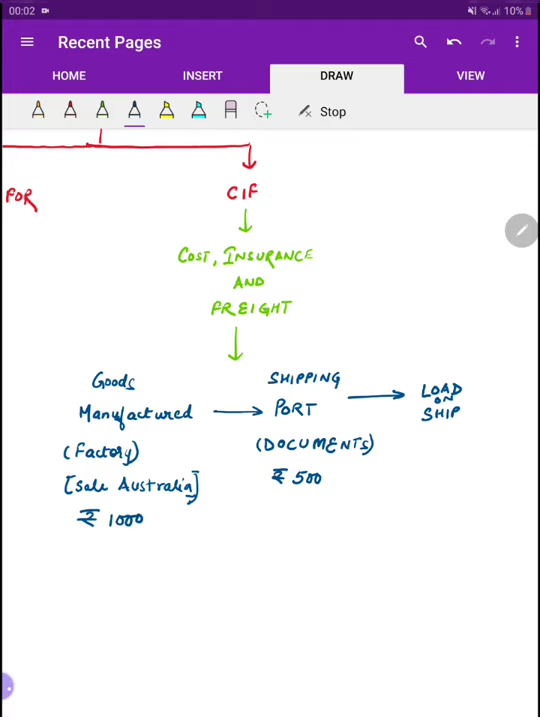 00:02
10%
Recent Pages
HOME INSERT DRAW VIEW
Stop
FOR
CIF
COST, INSURANCE
AND
FREIGHT
Goods
Manufactured
(Factory)
[Sale Australia]
₹ 1000
SHIPPING
PORT
(DOCUMENTS)
₹ 500
LOAD
ON
SHIP